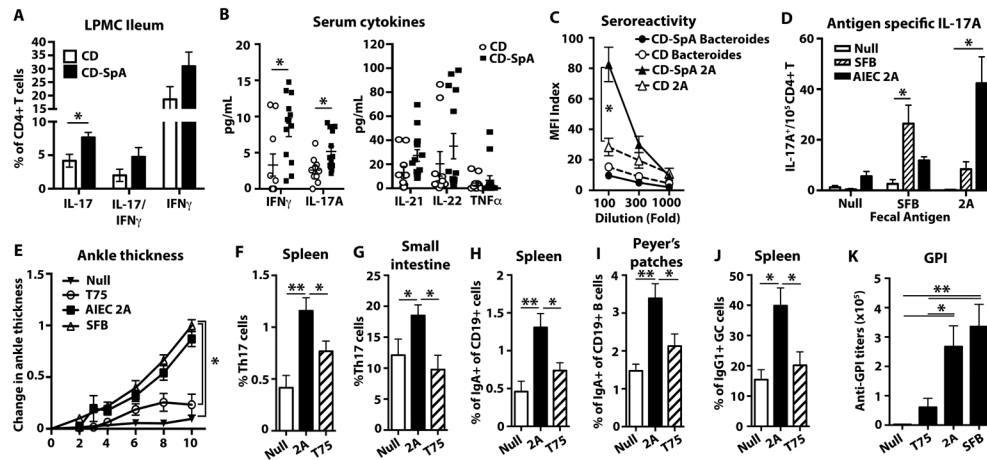 A
LPMC Ileum
CD
CD-SpA
% of CD4+ T cells
40
30
20
10
5
0
*
IL-17
IL-17/
IFNγ
IFNγ
B
Serum cytokines
CD
CD-SpA
pg/mL
20
15
10
5
0
*
*
IFNγ
IL-17A
pg/mL
120
100
80
60
40
20
0
IL-21
IL-22
TNFα
C
Seroreactivity
CD-SpA Bacteroides
CD Bacteroides
CD-SpA 2A
CD 2A
MFI Index
100
80
60
40
20
0
*
100
300
1000
Dilution (Fold)
D
Antigen specific IL-17A
Null
SFB
AIEC 2A
IL-17A+/10⁵ CD4+ T
60
50
40
30
20
10
0
*
*
Null
SFB
2A
Fecal Antigen
E
Ankle thickness
Null
T75
AIEC 2A
SFB
Change in ankle thickness
1.5
1
0.5
0
*
0
2
4
6
8
10
F
Spleen
%Th17 cells
1.5
1
0.5
0
**
*
Null
2A
T75
G
Small
intestine
%Th17 cells
25
20
15
10
5
0
*
*
Null
2A
T75
H
Spleen
% of IgA+ of CD19+ cells
2
1.5
1
0.5
0
**
*
Null
2A
T75
I
Peyer's
patches
% of IgA+ of CD19+ B cells
5
4
3
2
1
0
**
*
Null
2A
T75
J
Spleen
% of IgG1+ GC cells
60
50
40
30
20
10
0
*
*
Null
2A
T75
K
GPI
Anti-GPI titers (x10⁵)
5
4
3
2
1
0
**
*
Null
T75
2A
SFB